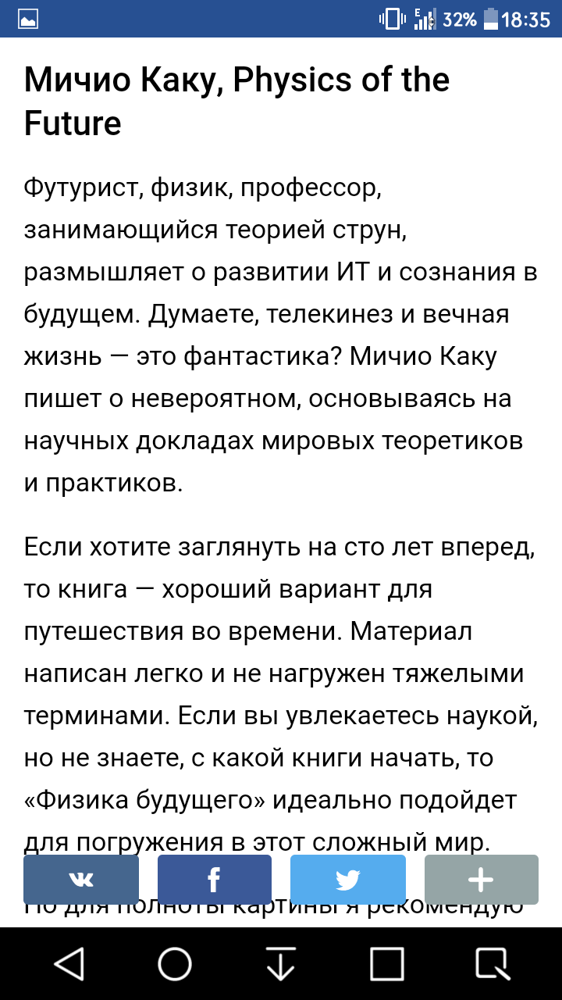 E
32%
18:35
Мичио Каку, Physics of the
Future
Футурист, физик, профессор,
занимающийся теорией струн,
размышляет о развитии ИТ и сознания в
будущем. Думаете, телекинез и вечная
жизнь — это фантастика? Мичио Каку
пишет о невероятном, основываясь на
научных докладах мировых теоретиков
и практиков.
Если хотите заглянуть на сто лет вперед,
то книга — хороший вариант для
путешествия во времени. Материал
написан легко и не нагружен тяжелыми
терминами. Если вы увлекаетесь наукой,
но не знаете, с какой книги начать, то
«Физика будущего» идеально подойдет
для погружения в этот сложный мир.
для полноты картины я рекомендую